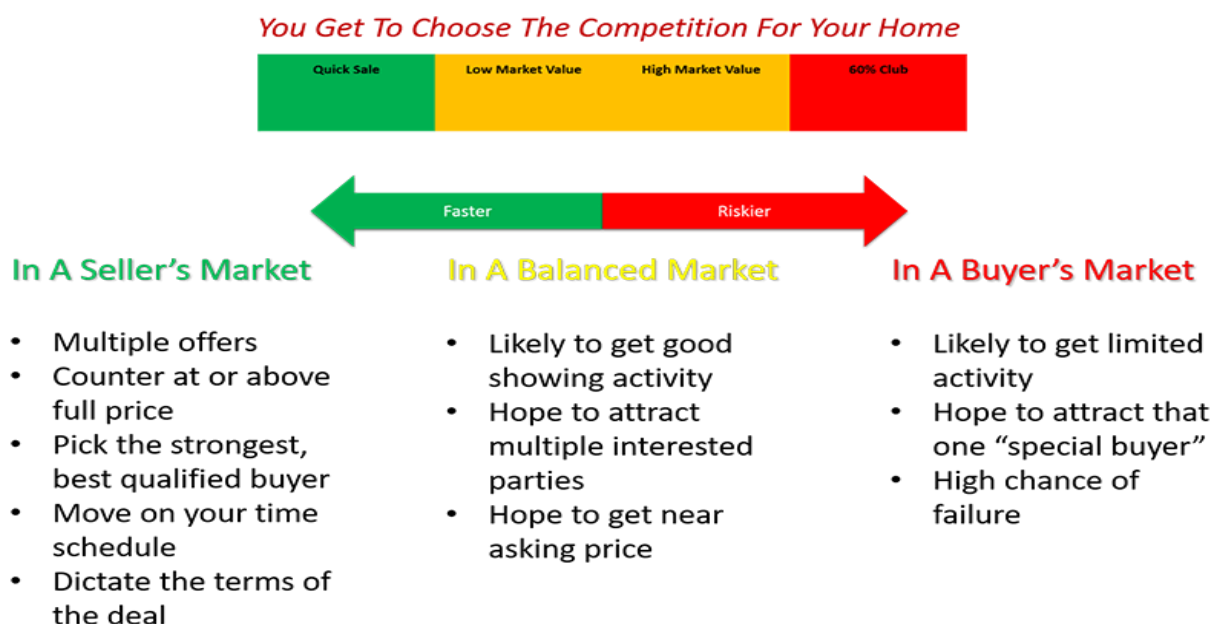 You Get To Choose The Competition For Your Home
Quick Sale
Low Market Value
High Market Value
60% Club
Faster
Riskier
In A Seller's Market
• Multiple offers
• Counter at or above
full price
• Pick the strongest,
best qualified buyer
• Move on your time
schedule
• Dictate the terms of
the deal
In A Balanced Market
• Likely to get good
showing activity
• Hope to attract
multiple interested
parties
• Hope to get near
asking price
In A Buyer's Market
• Likely to get limited
activity
• Hope to attract that
one “special buyer”
• High chance of
failure